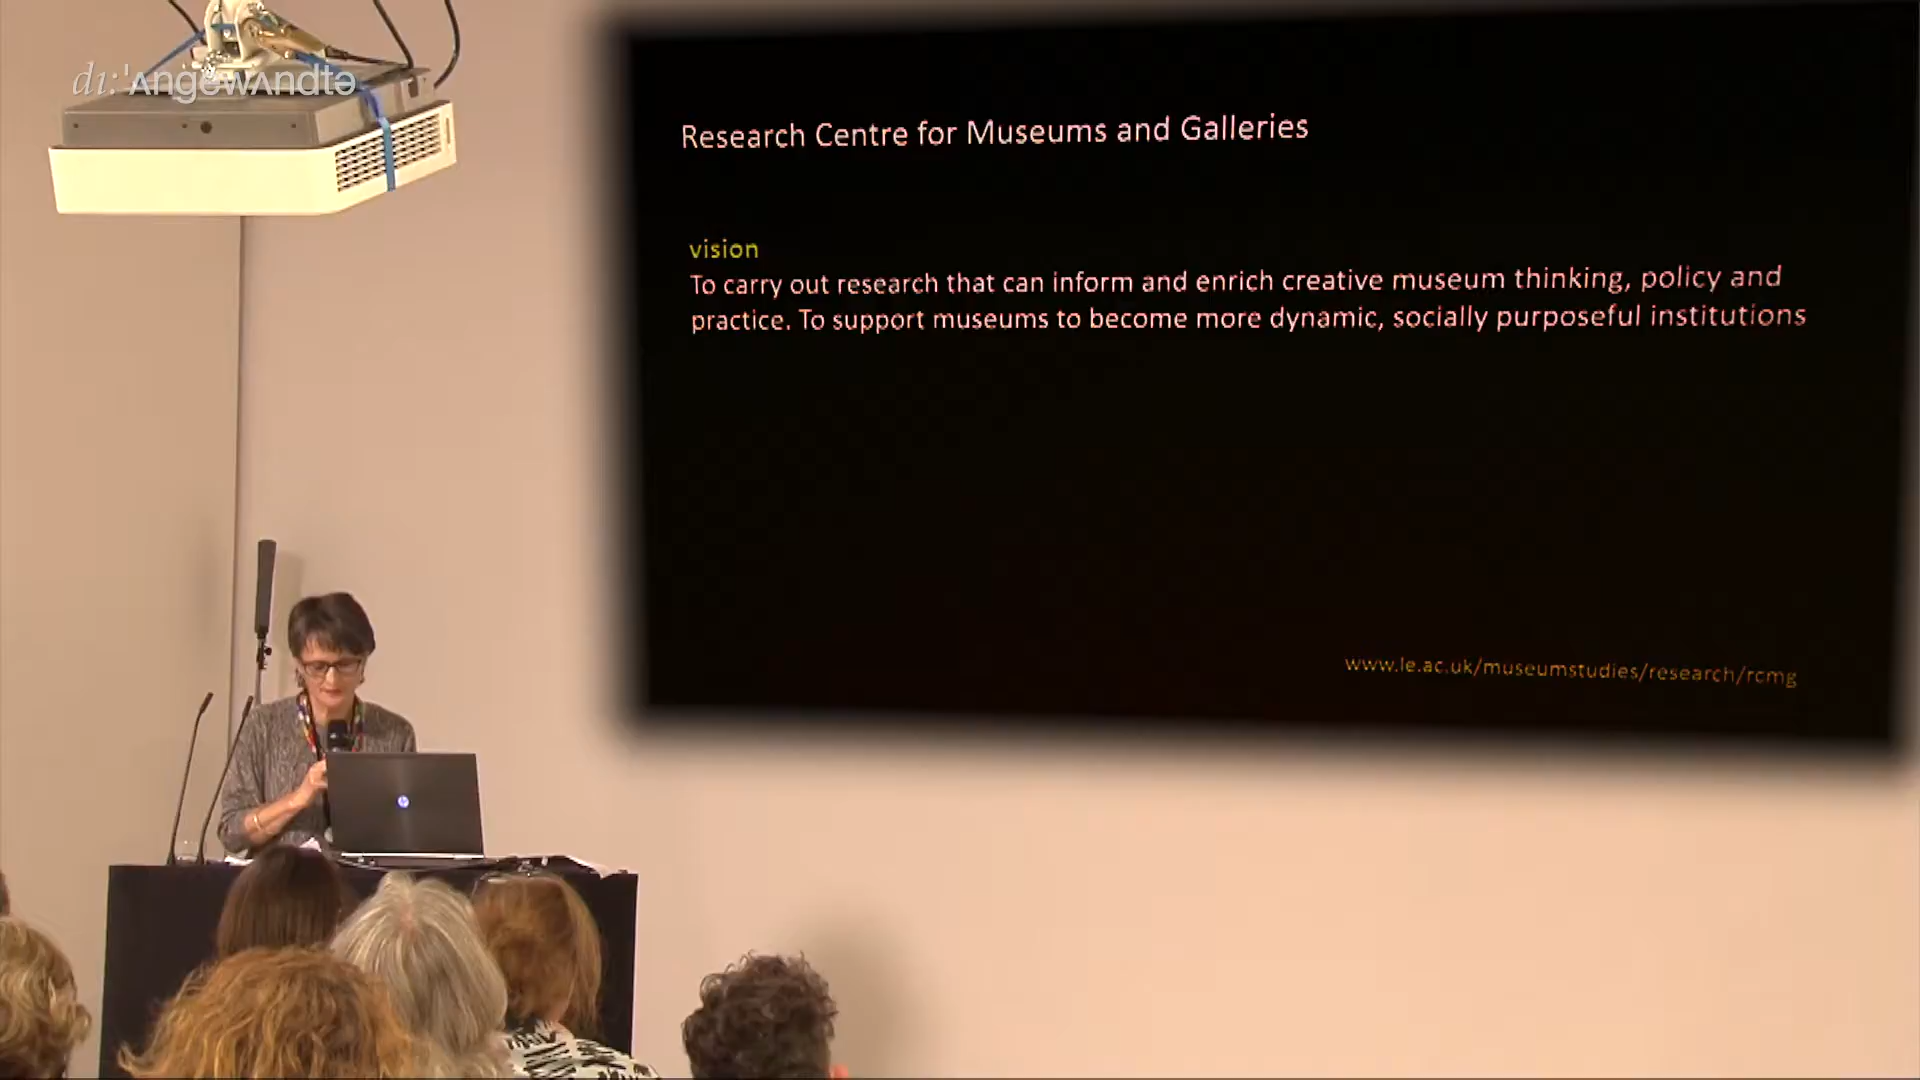 dı:ˈʌngewʌndtə
Research Centre for Museums and Galleries
vision
To carry out research that can inform and enrich creative museum thinking, policy and
practice. To support museums to become more dynamic, socially purposeful institutions
www.le.ac.uk/museumstudies/research/rcmg